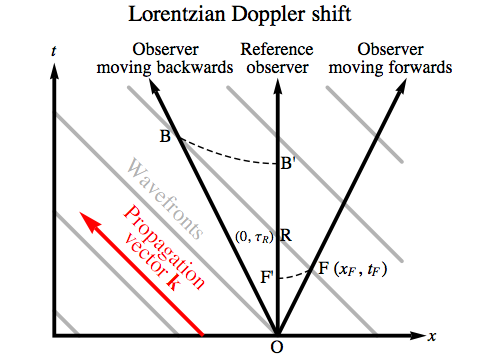 Lorentzian Doppler shift
t
Observer
moving backwards
Reference
observer
Observer
moving forwards
B
B'
Wavefronts
Propagation
vector k
(0, τR)
R
F'
F (xF , tF)
x
O